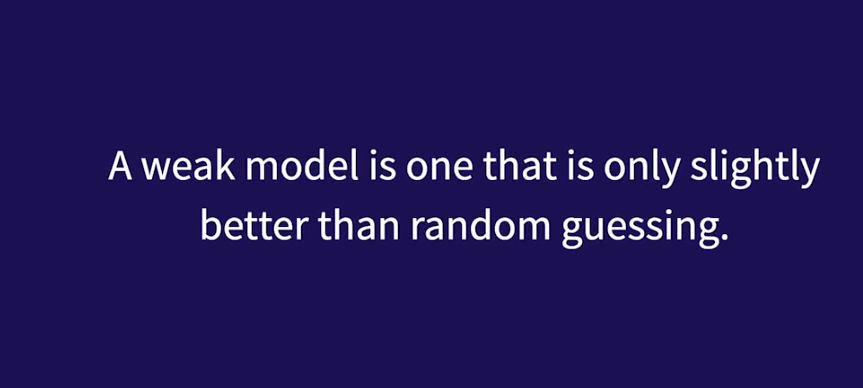 A weak model is one that is only slightly
better than random guessing.